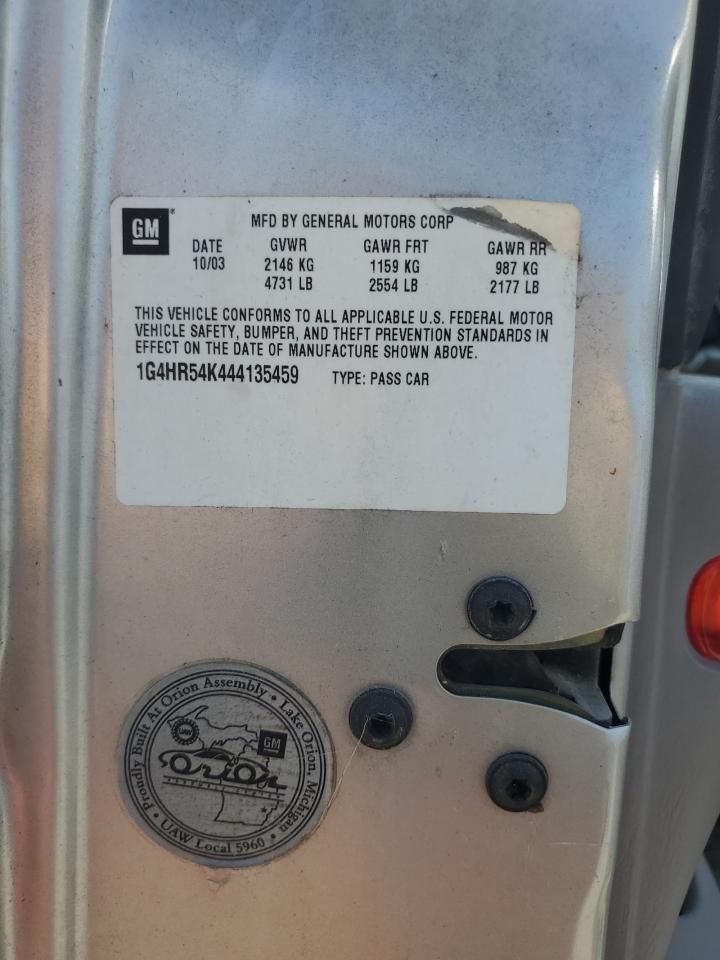 GM
MFD BY GENERAL MOTORS CORP
DATE GVWR GAWR FRT GAWR RR
10/03 2146 KG 1159 KG 987 KG
4731 LB 2554 LB 2177 LB
THIS VEHICLE CONFORMS TO ALL APPLICABLE U.S. FEDERAL MOTOR
VEHICLE SAFETY, BUMPER, AND THEFT PREVENTION STANDARDS IN
EFFECT ON THE DATE OF MANUFACTURE SHOWN ABOVE.
1G4HR54K444135459 TYPE: PASS CAR
Proudly Built At Orion Assembly • Lake Orion, Michigan
• UAW Local 5960 •
UAW
GM
Orion